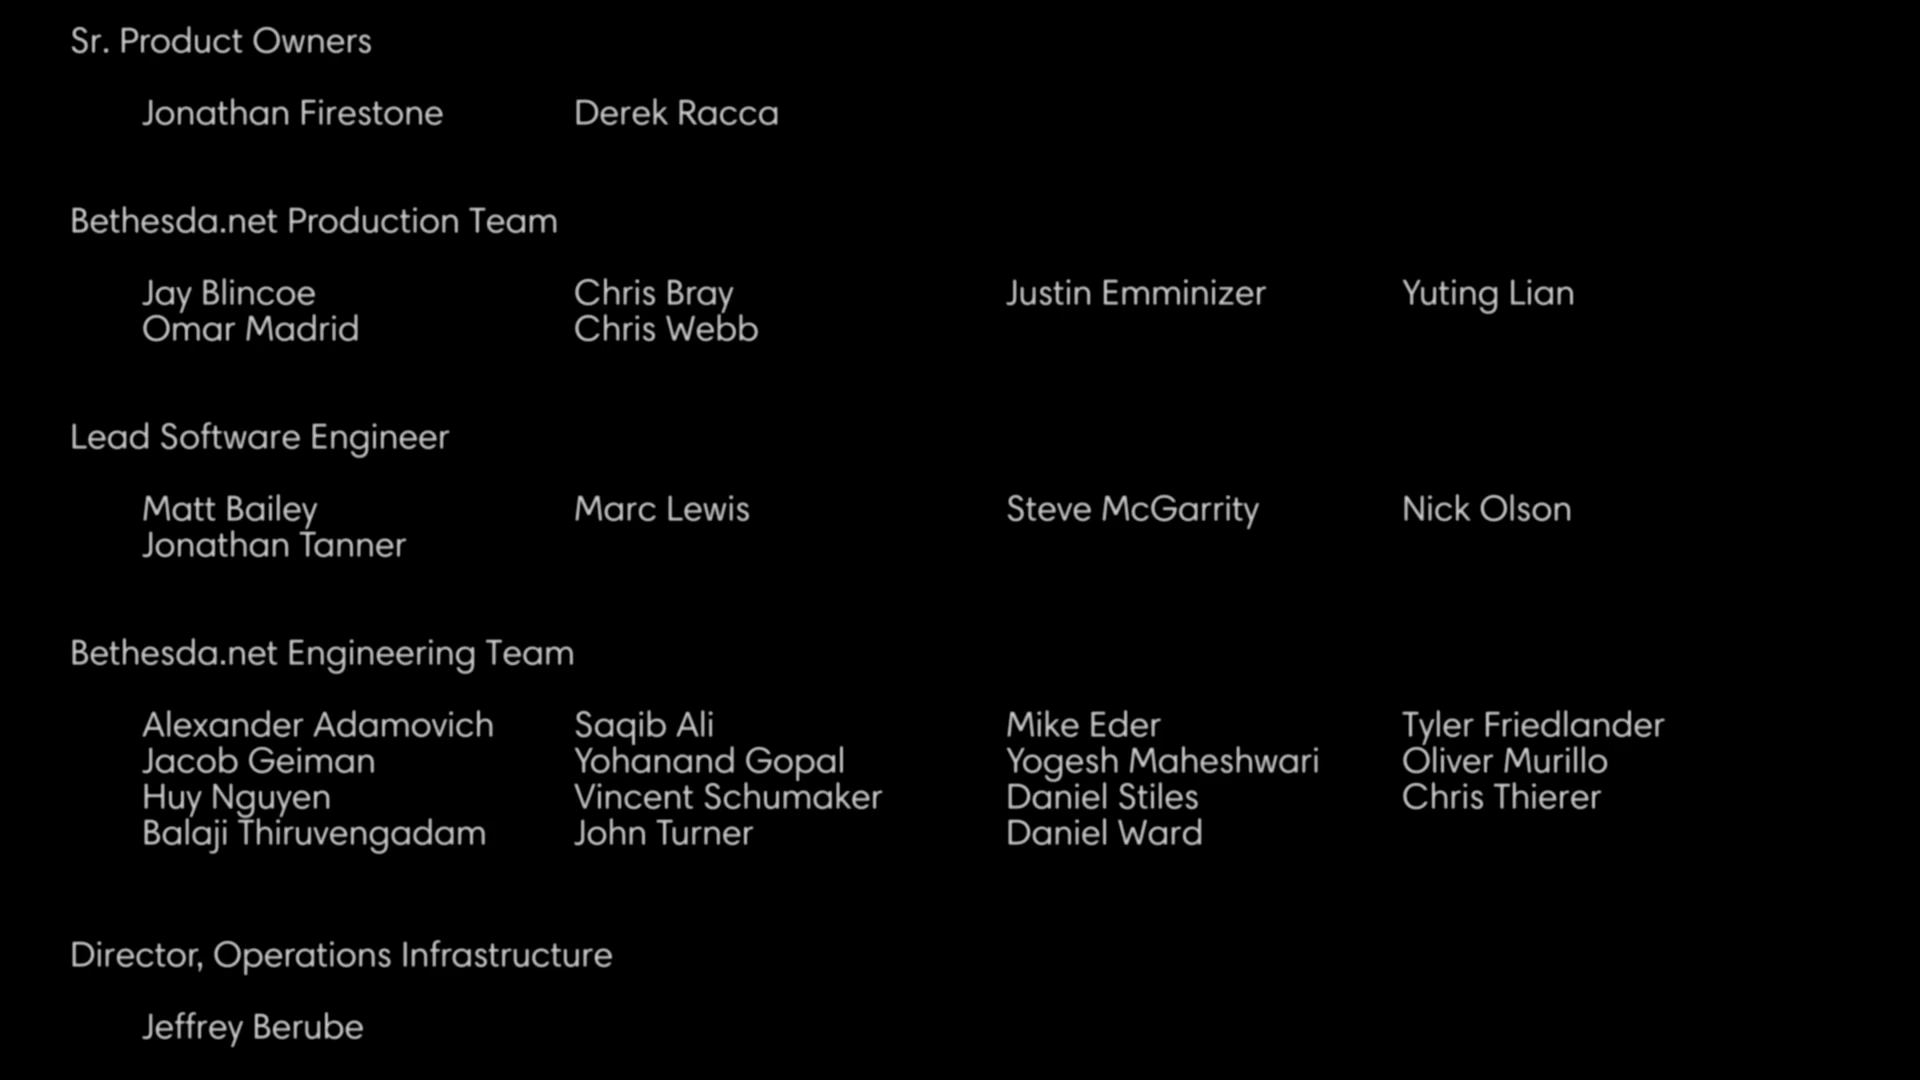 Sr. Product Owners
Jonathan Firestone Derek Racca
Bethesda.net Production Team
Jay Blincoe Chris Bray Justin Emminizer Yuting Lian
Omar Madrid Chris Webb
Lead Software Engineer
Matt Bailey Marc Lewis Steve McGarrity Nick Olson
Jonathan Tanner
Bethesda.net Engineering Team
Alexander Adamovich Saqib Ali Mike Eder Tyler Friedlander
Jacob Geiman Yohanand Gopal Yogesh Maheshwari Oliver Murillo
Huy Nguyen Vincent Schumaker Daniel Stiles Chris Thierer
Balaji Thiruvengadam John Turner Daniel Ward
Director, Operations Infrastructure
Jeffrey Berube